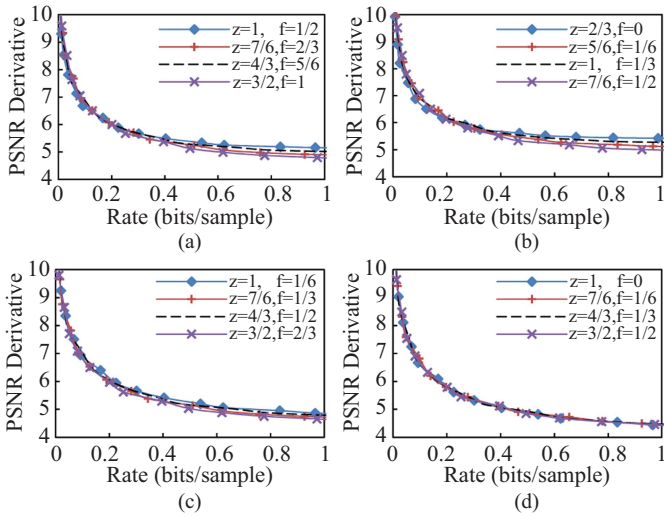 10
9
8
7
6
5
4
PSNR Derivative
z=1, f=1/2
z=7/6,f=2/3
z=4/3,f=5/6
z=3/2,f=1
0 0.2 0.4 0.6 0.8 1
Rate (bits/sample)
(a)
10
9
8
7
6
5
4
PSNR Derivative
z=2/3,f=0
z=5/6,f=1/6
z=1, f=1/3
z=7/6,f=1/2
0 0.2 0.4 0.6 0.8 1
Rate (bits/sample)
(b)
10
9
8
7
6
5
4
PSNR Derivative
z=1, f=1/6
z=7/6,f=1/3
z=4/3,f=1/2
z=3/2,f=2/3
0 0.2 0.4 0.6 0.8 1
Rate (bits/sample)
(c)
10
9
8
7
6
5
4
PSNR Derivative
z=1, f=0
z=7/6,f=1/6
z=4/3,f=1/3
z=3/2,f=1/2
0 0.2 0.4 0.6 0.8 1
Rate (bits/sample)
(d)